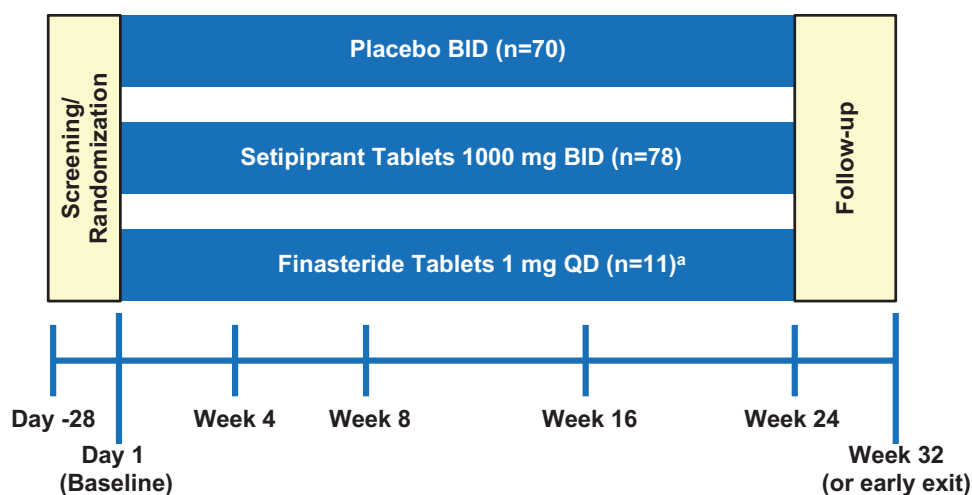 Screening/
Randomization
Placebo BID (n=70)
Setipiprant Tablets 1000 mg BID (n=78)
Finasteride Tablets 1 mg QD (n=11)ᵃ
Follow-up
Day -28
Day 1
(Baseline)
Week 4
Week 8
Week 16
Week 24
Week 32
(or early exit)